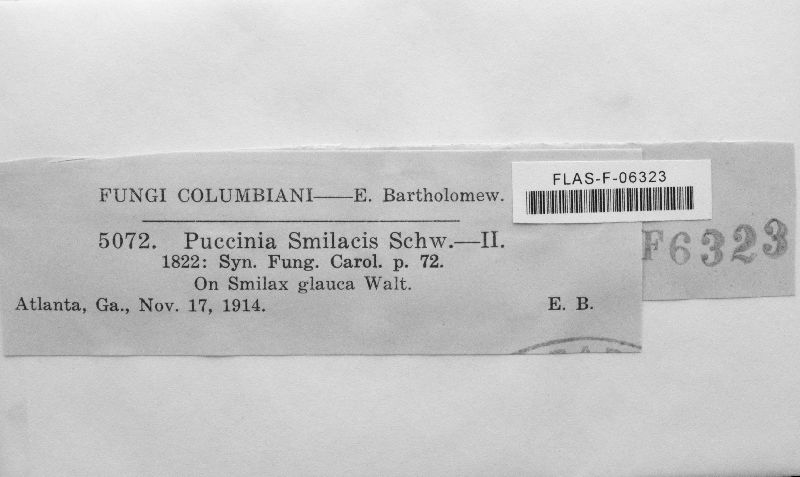 FUNGI COLUMBIANI——E. Bartholomew.
FLAS-F-06323
F6323
5072. Puccinia Smilacis Schw.—II.
1822: Syn. Fung. Carol. p. 72.
On Smilax glauca Walt.
Atlanta, Ga., Nov. 17, 1914. E. B.